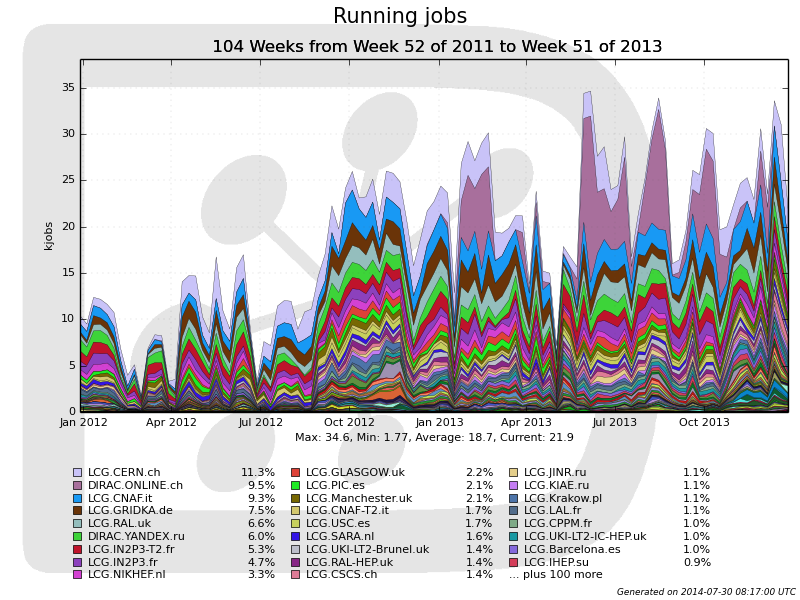 Running jobs
104 Weeks from Week 52 of 2011 to Week 51 of 2013
35
30
25
20
15
10
5
0
kjobs
Jan 2012 Apr 2012 Jul 2012 Oct 2012 Jan 2013 Apr 2013 Jul 2013 Oct 2013
Max: 34.6, Min: 1.77, Average: 18.7, Current: 21.9
LCG.CERN.ch 11.3% LCG.GLASGOW.uk 2.2% LCG.JINR.ru 1.1%
DIRAC.ONLINE.ch 9.5% LCG.PIC.es 2.1% LCG.KIAE.ru 1.1%
LCG.CNAF.it 9.3% LCG.Manchester.uk 2.1% LCG.Krakow.pl 1.1%
LCG.GRIDKA.de 7.5% LCG.CNAF-T2.it 1.7% LCG.LAL.fr 1.1%
LCG.RAL.uk 6.6% LCG.USC.es 1.7% LCG.CPPM.fr 1.0%
DIRAC.YANDEX.ru 6.0% LCG.SARA.nl 1.6% LCG.UKI-LT2-IC-HEP.uk 1.0%
LCG.IN2P3-T2.fr 5.3% LCG.UKI-LT2-Brunel.uk 1.4% LCG.Barcelona.es 1.0%
LCG.IN2P3.fr 4.7% LCG.RAL-HEP.uk 1.4% LCG.IHEP.su 0.9%
LCG.NIKHEF.nl 3.3% LCG.CSCS.ch 1.4% ... plus 100 more
Generated on 2014-07-30 08:17:00 UTC